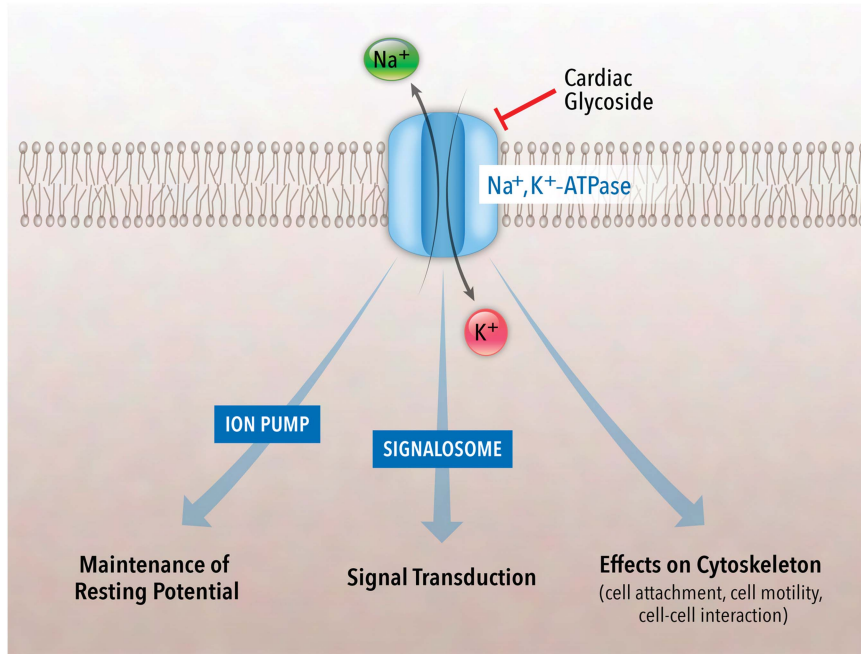 Na+
Cardiac
Glycoside
Na+,K+-ATPase
K+
ION PUMP
SIGNALOSOME
Maintenance of
Resting Potential
Signal Transduction
Effects on Cytoskeleton
(cell attachment, cell motility,
cell-cell interaction)